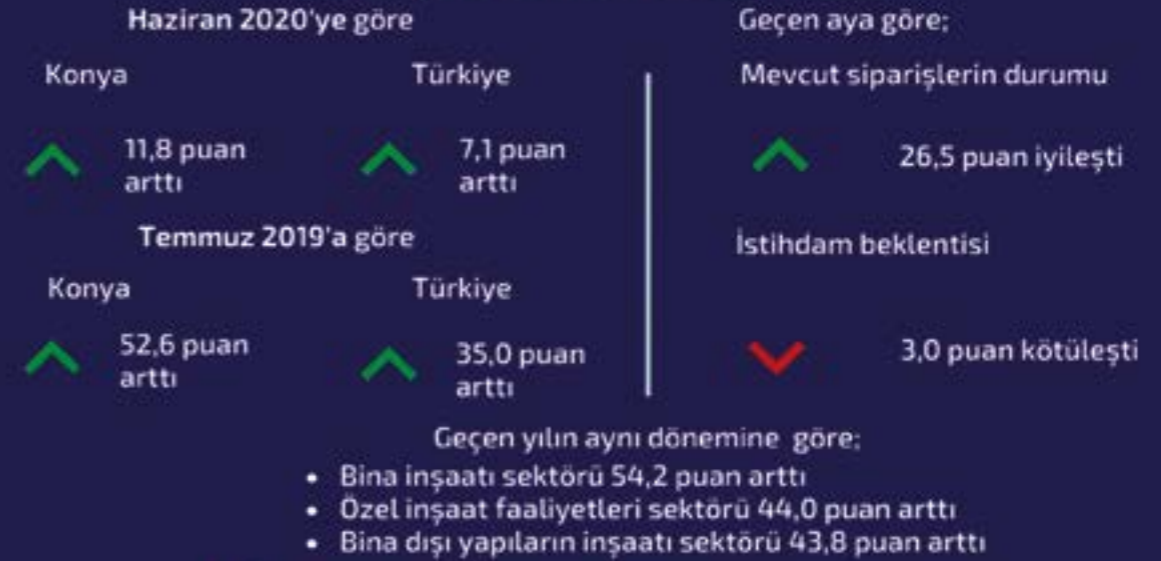 Haziran 2020'ye göre
Konya
Türkiye
11,8 puan
arttı
7,1 puan
arttı
Temmuz 2019'a göre
Konya
Türkiye
52,6 puan
arttı
35,0 puan
arttı
Geçen aya göre;
Mevcut siparişlerin durumu
26,5 puan iyileşti
İstihdam beklentisi
3,0 puan kötüleşti
Geçen yılın aynı dönemine göre;
• Bina inşaatı sektörü 54,2 puan arttı
• Özel inşaat faaliyetleri sektörü 44,0 puan arttı
• Bina dışı yapıların inşaatı sektörü 43,8 puan arttı